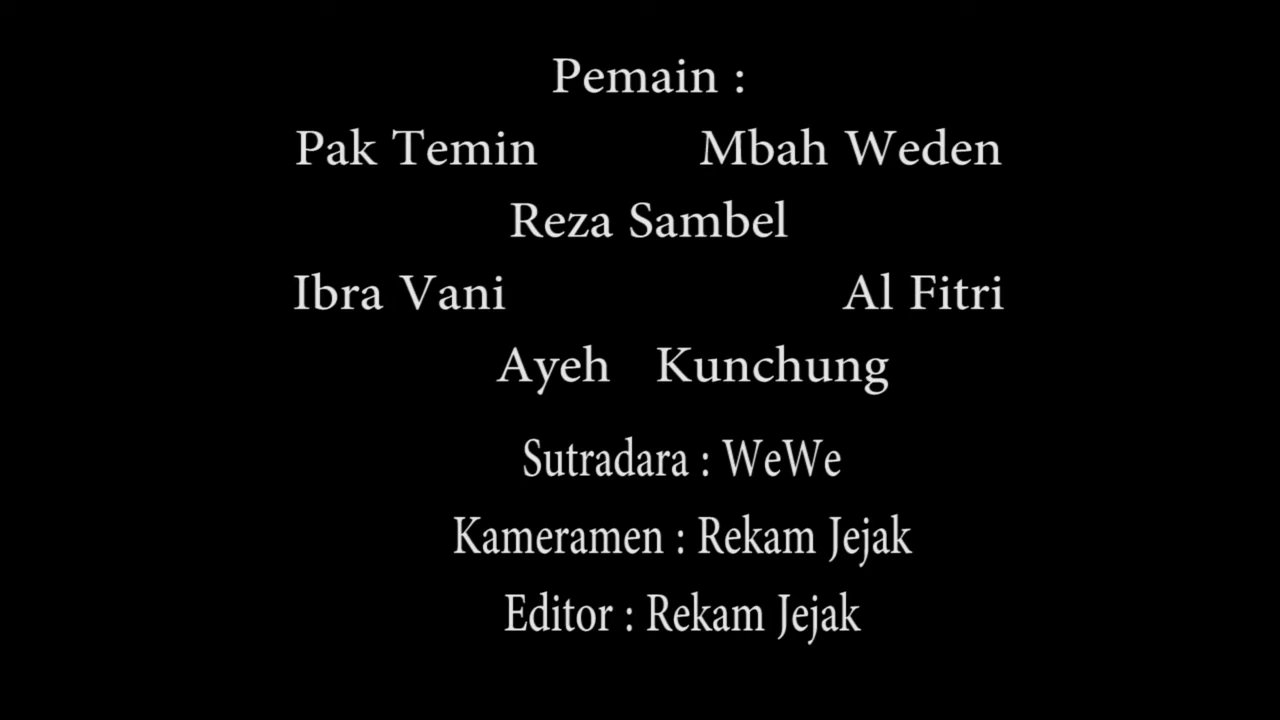 Pemain :
Pak Temin Mbah Weden
Reza Sambel
Ibra Vani Al Fitri
Ayeh Kunchung
Sutradara : WeWe
Kameramen : Rekam Jejak
Editor : Rekam Jejak